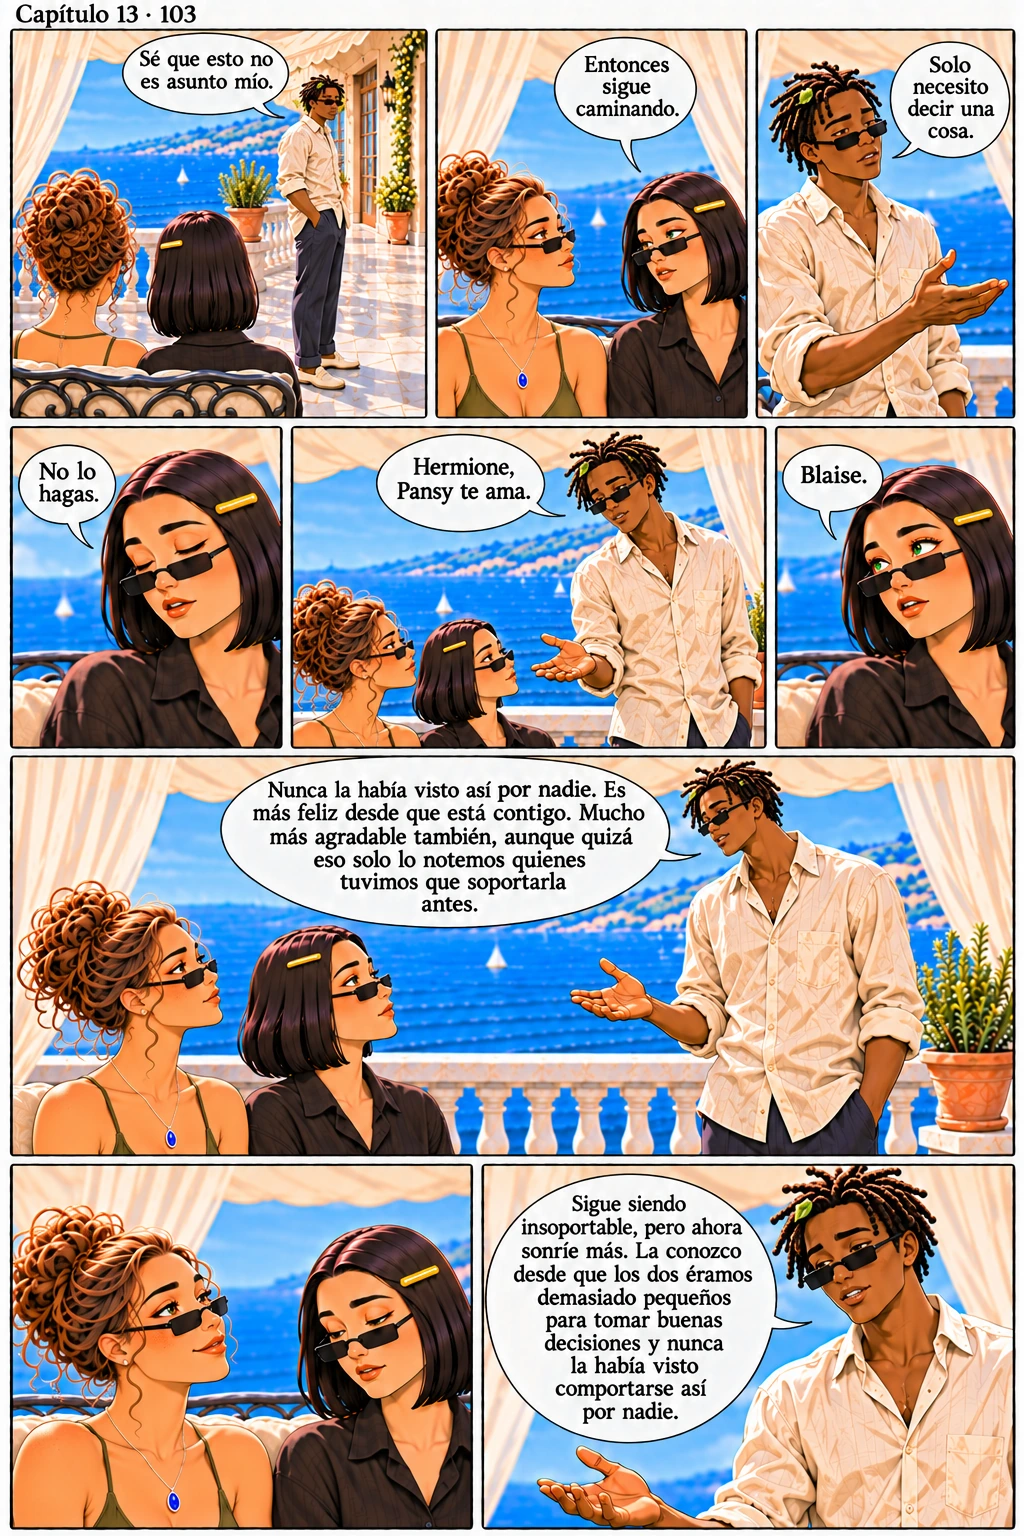 Capítulo 13 · 103
Sé que esto no
es asunto mío.
Entonces
sigue
caminando.
Solo
necesito
decir una
cosa.
No lo
hagas.
Hermione,
Pansy te ama.
Blaise.
Nunca la había visto así por nadie. Es
más feliz desde que está contigo. Mucho
más agradable también, aunque quizá
eso solo lo notemos quienes
tuvimos que soportarla
antes.
Sigue siendo
insoportable, pero ahora
sonríe más. La conozco
desde que los dos éramos
demasiado pequeños
para tomar buenas
decisiones y nunca
la había visto
comportarse así
por nadie.